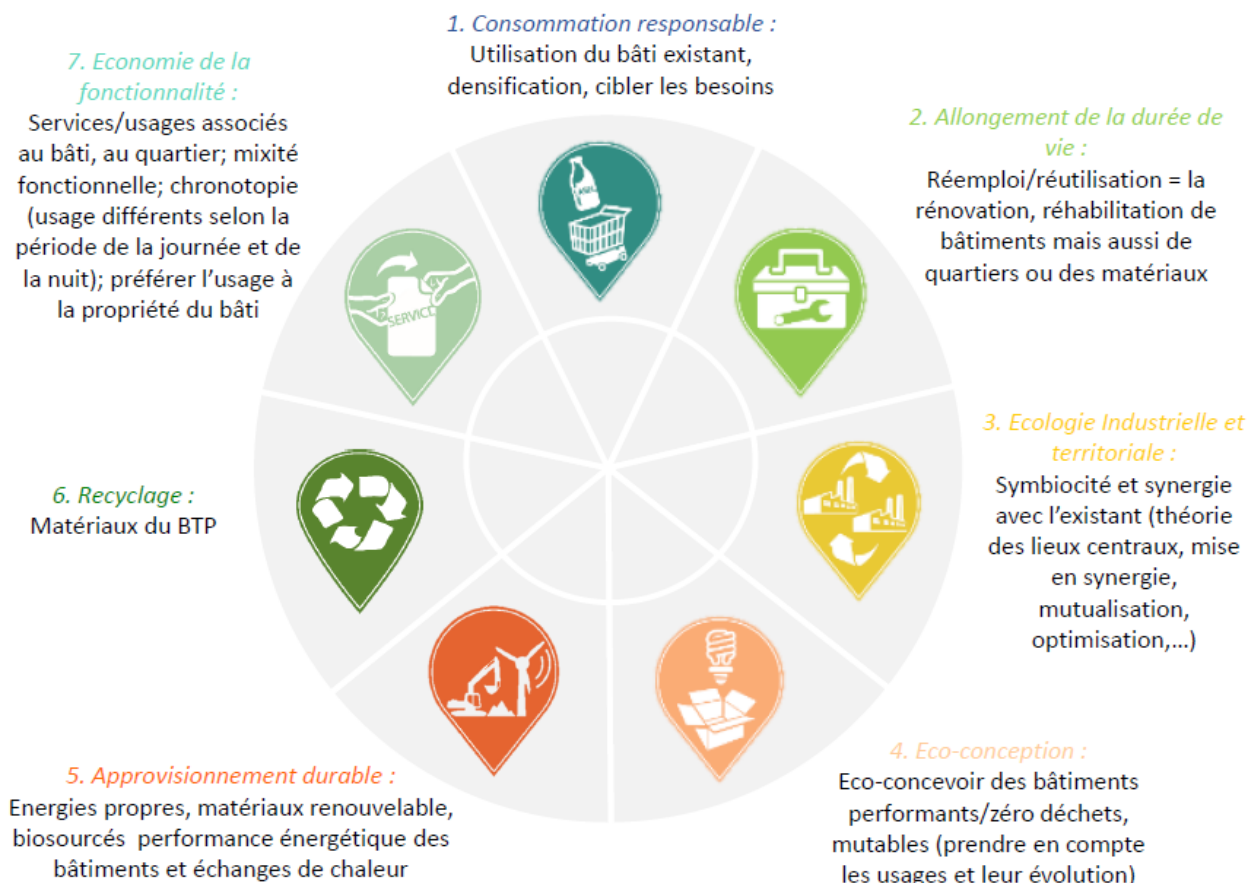 1. Consommation responsable :
Utilisation du bâti existant,
densification, cibler les besoins
2. Allongement de la durée de
vie :
Réemploi/réutilisation = la
rénovation, réhabilitation de
bâtiments mais aussi de
quartiers ou des matériaux
3. Ecologie Industrielle et
territoriale :
Symbiocité et synergie
avec l'existant (théorie
des lieux centraux, mise
en synergie,
mutualisation,
optimisation,...)
4. Eco-conception :
Eco-concevoir des bâtiments
performants/zéro déchets,
mutables (prendre en compte
les usages et leur évolution)
5. Approvisionnement durable :
Energies propres, matériaux renouvelable,
biosourcés performance énergétique des
bâtiments et échanges de chaleur
6. Recyclage :
Matériaux du BTP
7. Economie de la
fonctionnalité :
Services/usages associés
au bâti, au quartier; mixité
fonctionnelle; chronotopie
(usage différents selon la
période de la journée et de
la nuit); préférer l'usage à
la propriété du bâti
SERVICE